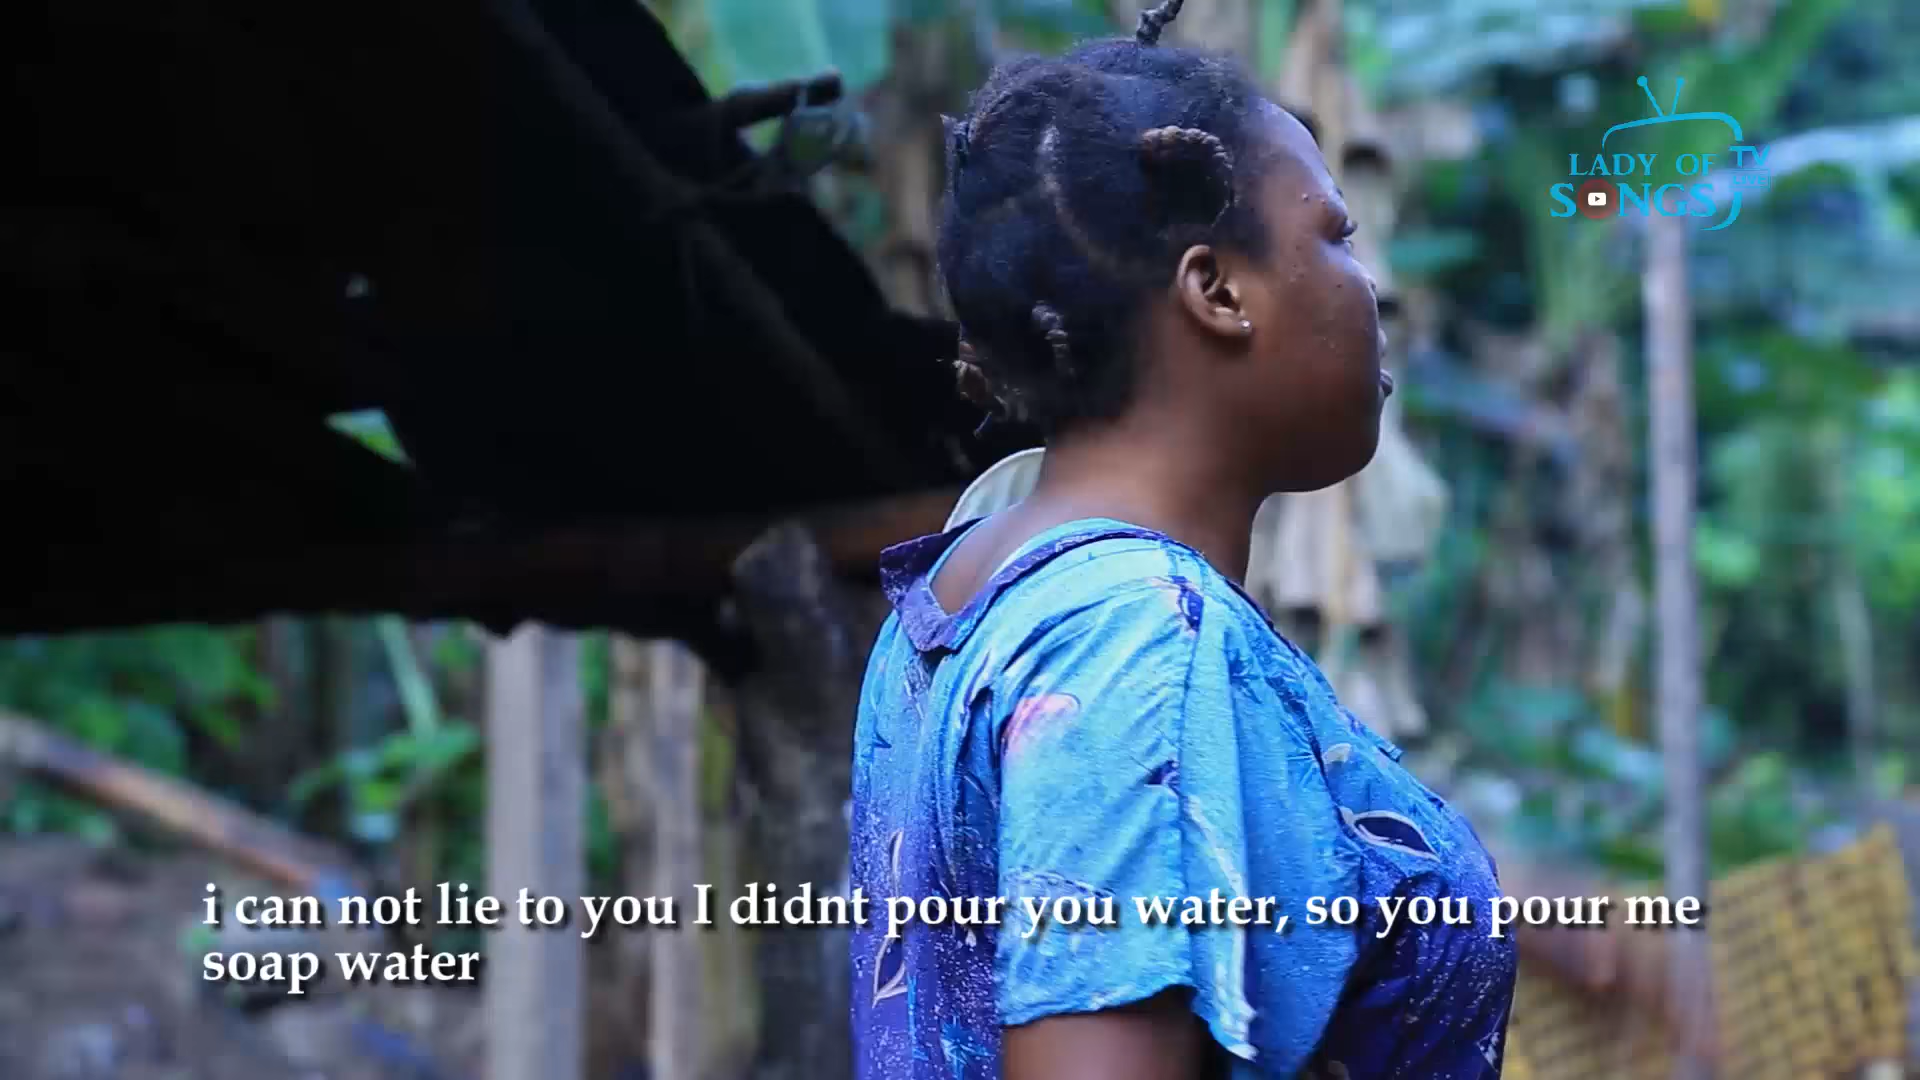 LADY OF TV
LIVE!
SONGS
i can not lie to you I didnt pour you water, so you pour me
soap water